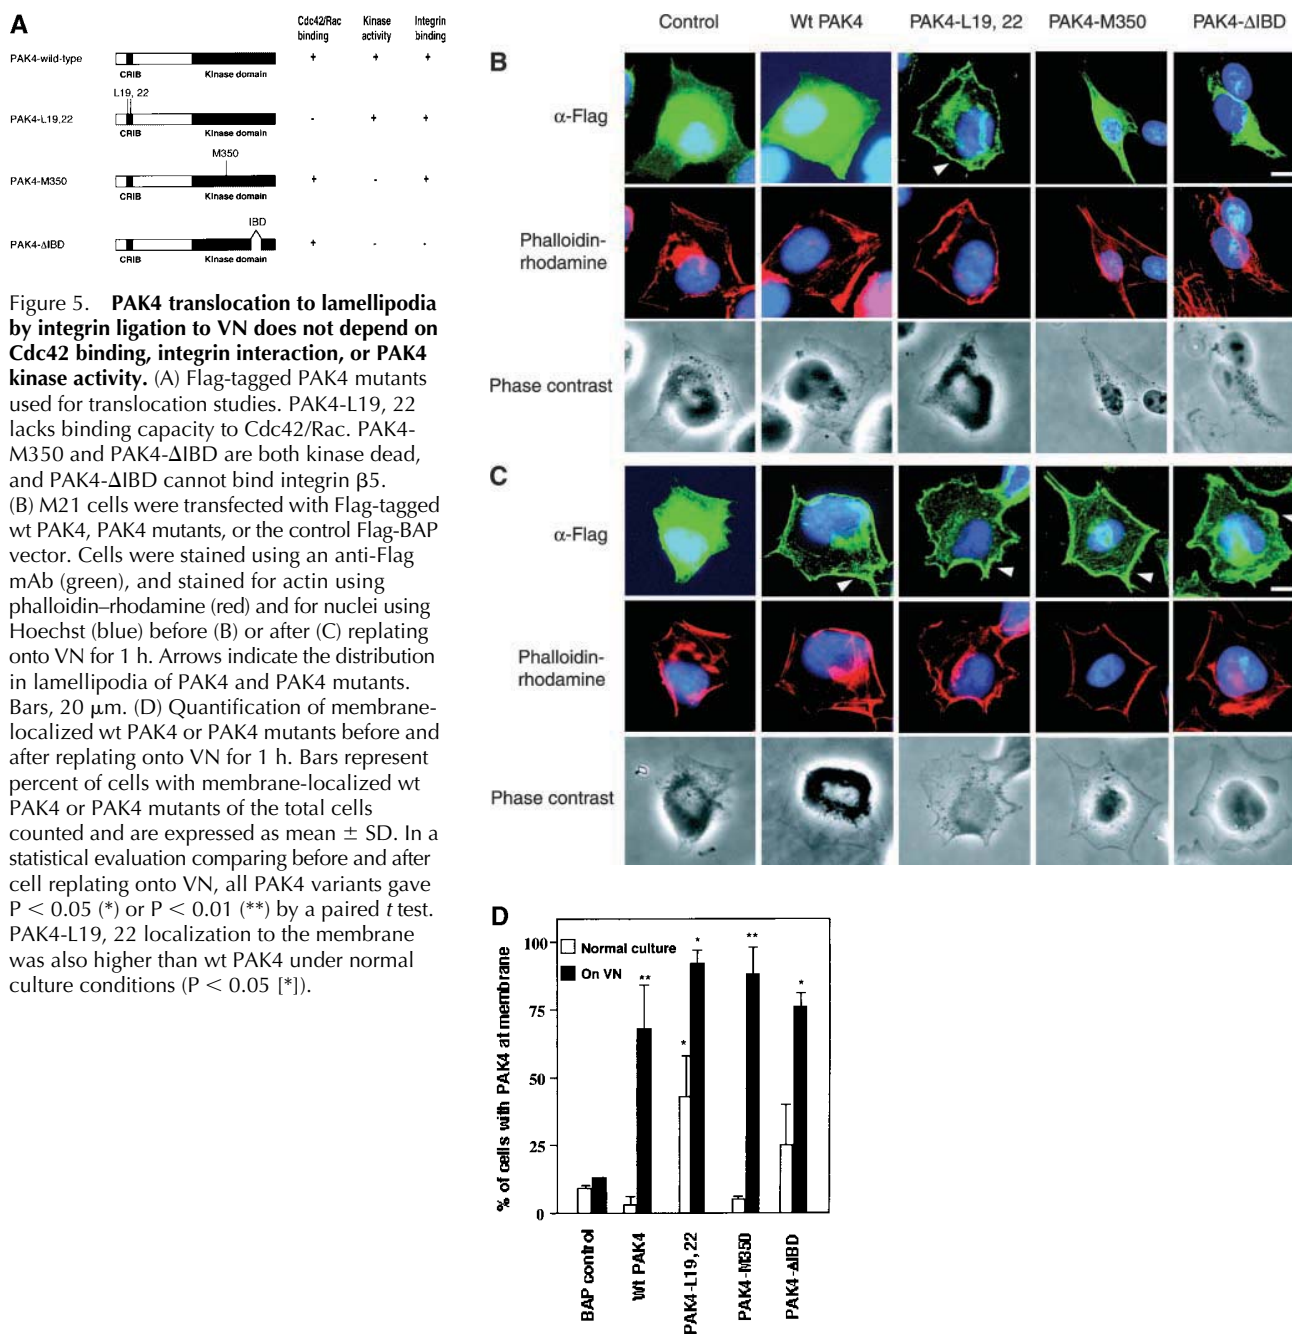 A
Cdc42/Rac binding
Kinase activity
Integrin binding
PAK4-wild-type
+ + +
CRIB
Kinase domain
L19, 22
PAK4-L19,22
- + +
CRIB
Kinase domain
M350
PAK4-M350
+ - +
CRIB
Kinase domain
IBD
PAK4-ΔIBD
+ - -
CRIB
Kinase domain
Figure 5. PAK4 translocation to lamellipodia
by integrin ligation to VN does not depend on
Cdc42 binding, integrin interaction, or PAK4
kinase activity. (A) Flag-tagged PAK4 mutants
used for translocation studies. PAK4-L19, 22
lacks binding capacity to Cdc42/Rac. PAK4-
M350 and PAK4-ΔIBD are both kinase dead,
and PAK4-ΔIBD cannot bind integrin β5.
(B) M21 cells were transfected with Flag-tagged
wt PAK4, PAK4 mutants, or the control Flag-BAP
vector. Cells were stained using an anti-Flag
mAb (green), and stained for actin using
phalloidin–rhodamine (red) and for nuclei using
Hoechst (blue) before (B) or after (C) replating
onto VN for 1 h. Arrows indicate the distribution
in lamellipodia of PAK4 and PAK4 mutants.
Bars, 20 μm. (D) Quantification of membrane-
localized wt PAK4 or PAK4 mutants before and
after replating onto VN for 1 h. Bars represent
percent of cells with membrane-localized wt
PAK4 or PAK4 mutants of the total cells
counted and are expressed as mean ± SD. In a
statistical evaluation comparing before and after
cell replating onto VN, all PAK4 variants gave
P < 0.05 (*) or P < 0.01 (**) by a paired t test.
PAK4-L19, 22 localization to the membrane
was also higher than wt PAK4 under normal
culture conditions (P < 0.05 [*]).
Control
Wt PAK4
PAK4-L19, 22
PAK4-M350
PAK4-ΔIBD
B
α-Flag
Phalloidin-
rhodamine
Phase contrast
C
α-Flag
Phalloidin-
rhodamine
Phase contrast
D
% of cells with PAK4 at membrane
100
75
50
25
0
Normal culture
On VN
**
*
*
**
*
BAP control
Wt PAK4
PAK4-L19, 22
PAK4-M350
PAK4-ΔIBD